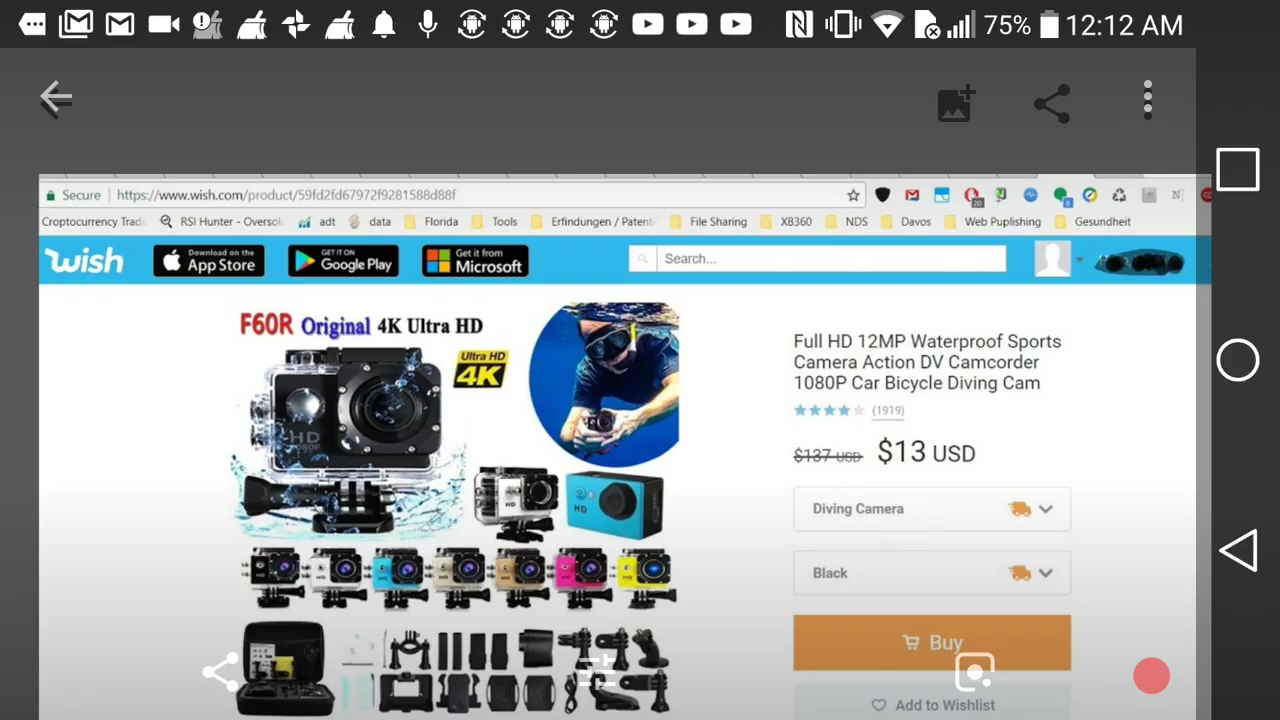 75% 12:12 AM
Secure https://www.wish.com/product/59fd2fd67972f9281588d88f
Croptocurrency Tradi RSI Hunter - Oversol adt data Florida Tools Erfindungen / Patent File Sharing XB360 NDS Davos Web Puplishing Gesundheit
wish Download on the App Store GET IT ON Google Play Get it from Microsoft Search...
F60R Original 4K Ultra HD
Ultra HD
4K
HD
1080P
HD
HD
Full HD 12MP Waterproof Sports
Camera Action DV Camcorder
1080P Car Bicycle Diving Cam
(1919)
$137 USD $13 USD
Diving Camera
Black
Buy
Add to Wishlist